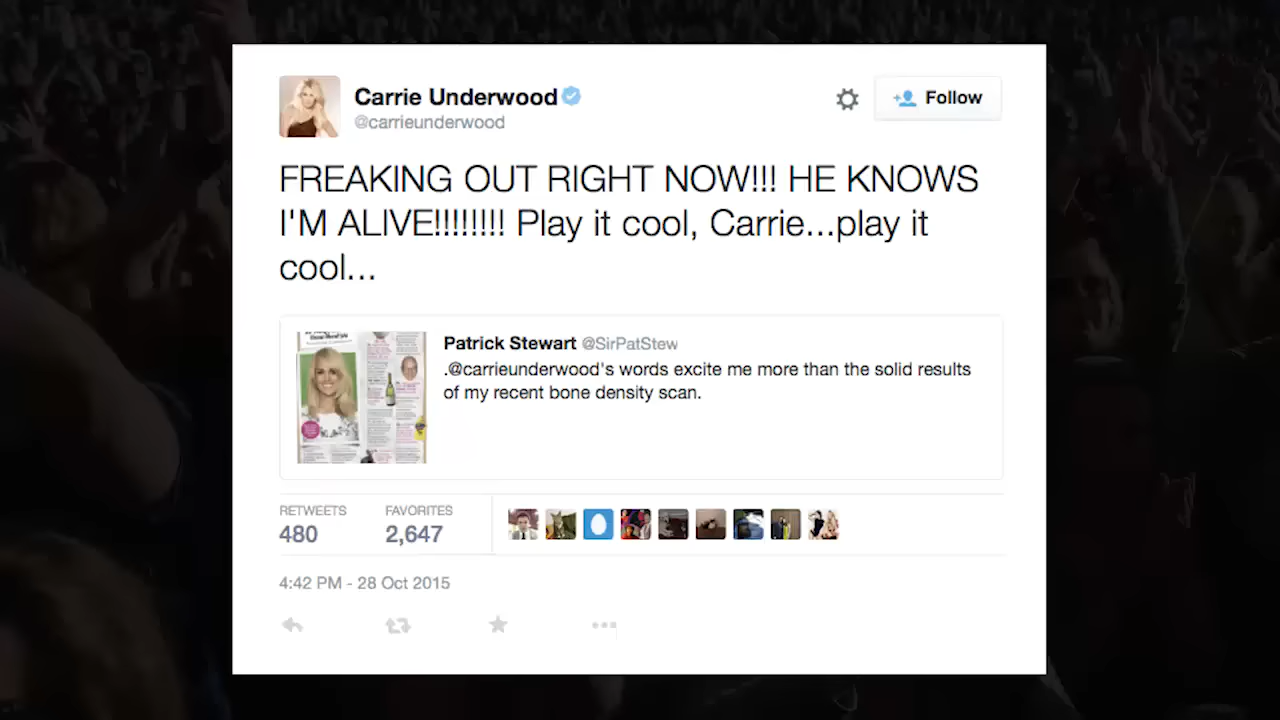 Carrie Underwood
@carrieunderwood
Follow
FREAKING OUT RIGHT NOW!!! HE KNOWS
I'M ALIVE!!!!!!!! Play it cool, Carrie...play it
cool...
Patrick Stewart @SirPatStew
.@carrieunderwood's words excite me more than the solid results
of my recent bone density scan.
RETWEETS FAVORITES
480 2,647
4:42 PM - 28 Oct 2015